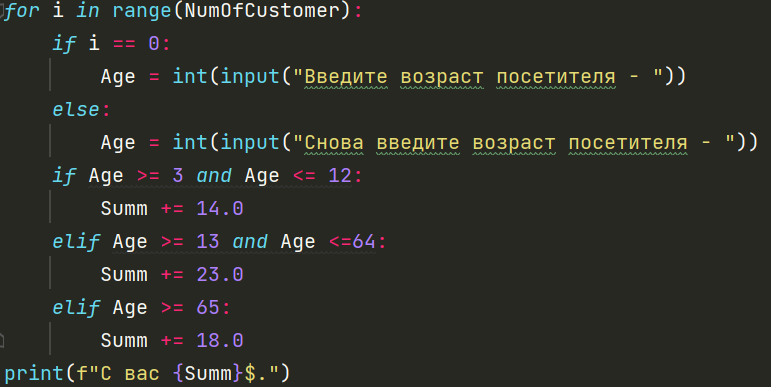 for i in range(NumOfCustomer):
    if i == 0:
        Age = int(input("Введите возраст посетителя - "))
    else:
        Age = int(input("Снова введите возраст посетителя - "))
    if Age >= 3 and Age <= 12:
        Summ += 14.0
    elif Age >= 13 and Age <=64:
        Summ += 23.0
    elif Age >= 65:
        Summ += 18.0
print(f"С вас {Summ}$.")